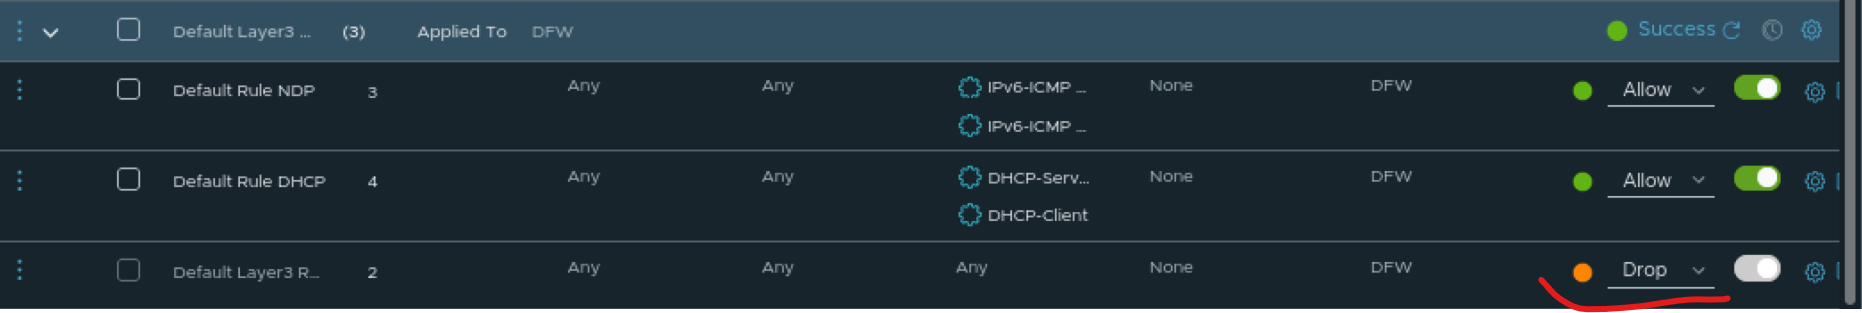 Default Layer3 ... (3) Applied To DFW Success
Default Rule NDP 3 Any Any IPv6-ICMP ... None DFW Allow
IPv6-ICMP ...
Default Rule DHCP 4 Any Any DHCP-Serv... None DFW Allow
DHCP-Client
Default Layer3 R... 2 Any Any Any None DFW Drop